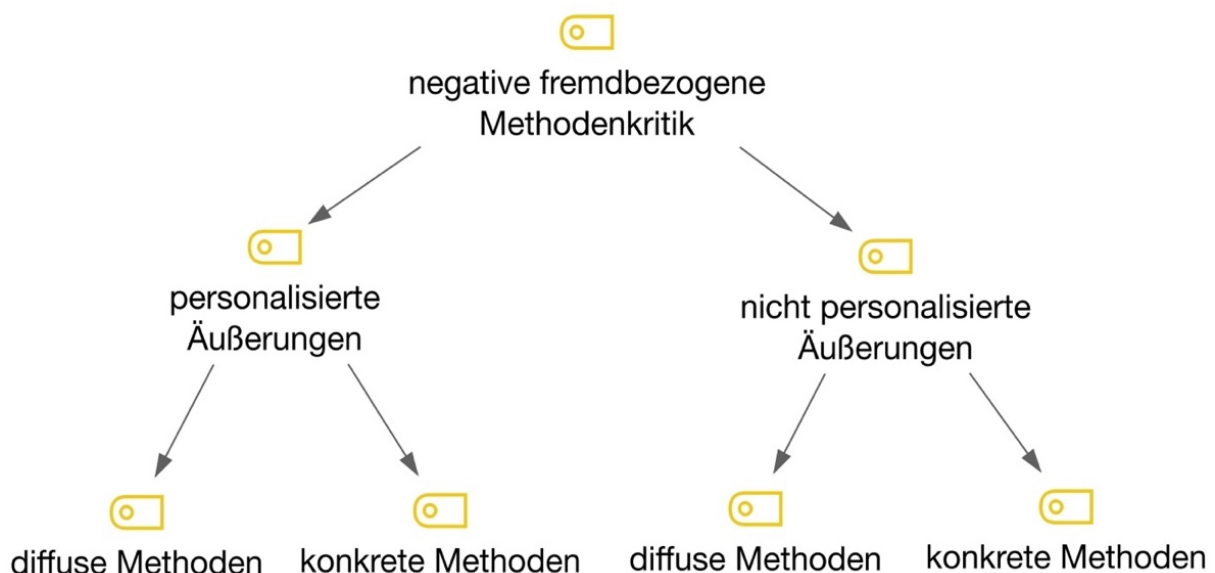 negative fremdbezogene
Methodenkritik
personalisierte
Äußerungen
nicht personalisierte
Äußerungen
diffuse Methoden
konkrete Methoden
diffuse Methoden
konkrete Methoden